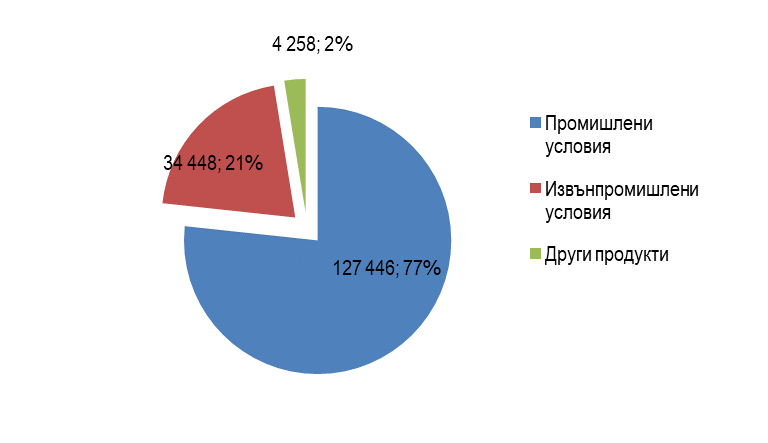 4 258; 2%
34 448; 21%
127 446; 77%
Промишлени
условия
Извънпромишлени
условия
Други продукти